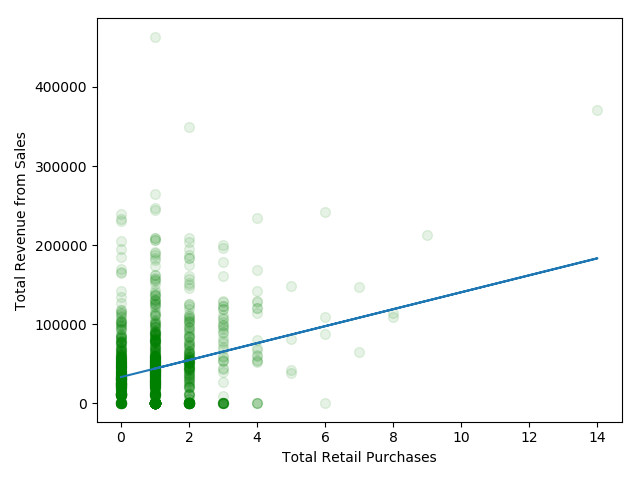 Total Revenue from Sales
400000
300000
200000
100000
0
0 2 4 6 8 10 12 14
Total Retail Purchases